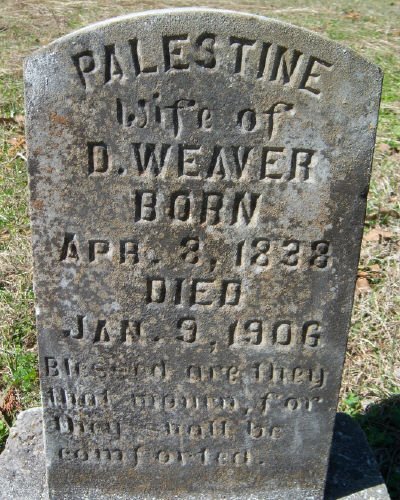 PALESTINE
Wife of
D. WEAVER
BORN
APR. 8, 1838
DIED
JAN. 9, 1906
Blessed are they
that mourn, for
they shall be
comforted.